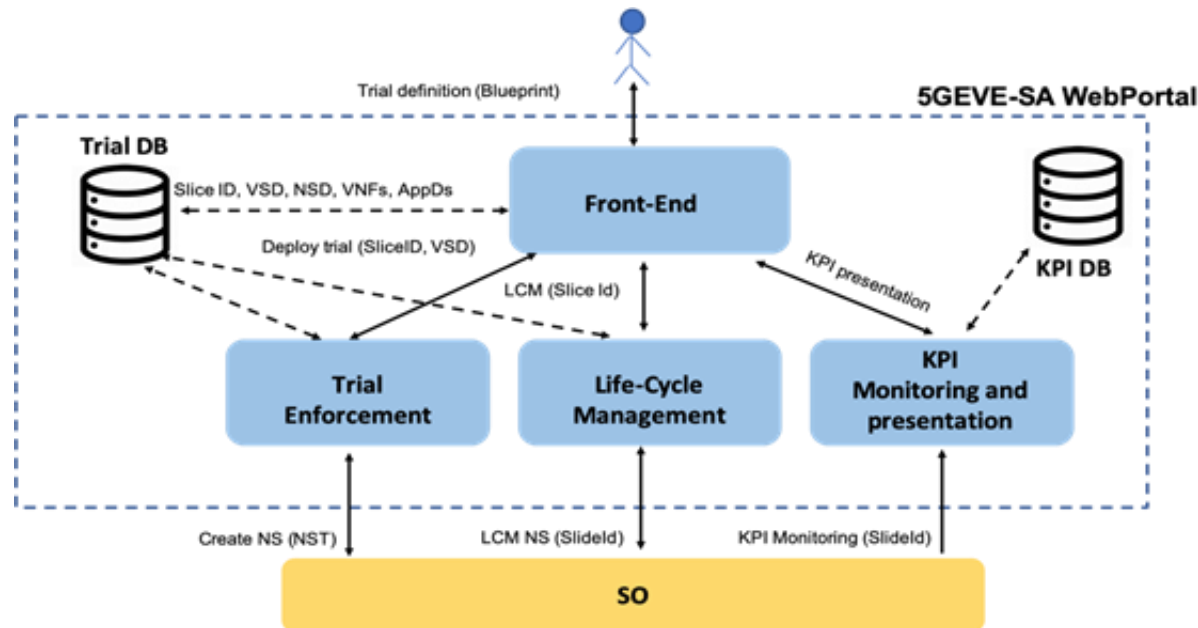 Trial definition (Blueprint)
5GEVE-SA WebPortal
Trial DB
Slice ID, VSD, NSD, VNFs, AppDs
Front-End
KPI DB
Deploy trial (SliceID, VSD)
LCM (Slice Id)
KPI presentation
Trial
Enforcement
Life-Cycle
Management
KPI
Monitoring and
presentation
Create NS (NST)
LCM NS (SlideId)
KPI Monitoring (SlideId)
SO